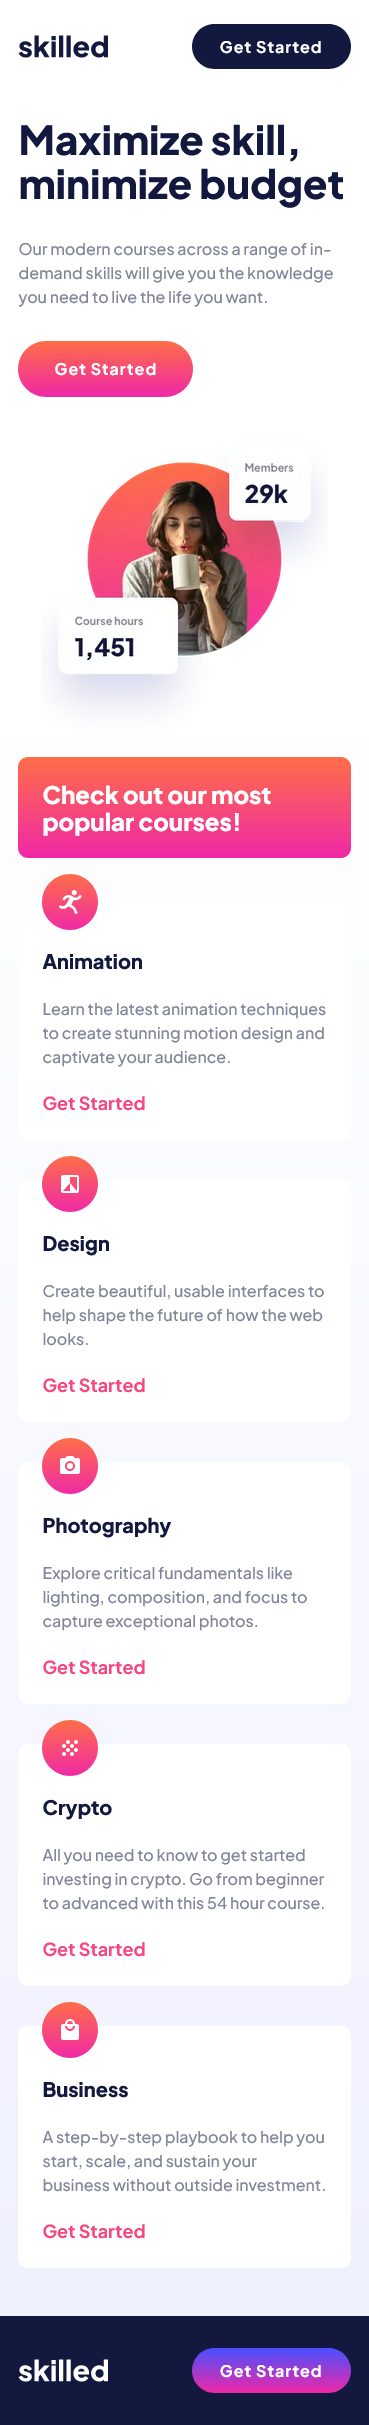 skilled
Get Started
Maximize skill,
minimize budget
Our modern courses across a range of in-
demand skills will give you the knowledge
you need to live the life you want.
Get Started
Members
29k
Course hours
1,451
Check out our most
popular courses!
Animation
Learn the latest animation techniques
to create stunning motion design and
captivate your audience.
Get Started
Design
Create beautiful, usable interfaces to
help shape the future of how the web
looks.
Get Started
Photography
Explore critical fundamentals like
lighting, composition, and focus to
capture exceptional photos.
Get Started
Crypto
All you need to know to get started
investing in crypto. Go from beginner
to advanced with this 54 hour course.
Get Started
Business
A step-by-step playbook to help you
start, scale, and sustain your
business without outside investment.
Get Started
skilled
Get Started